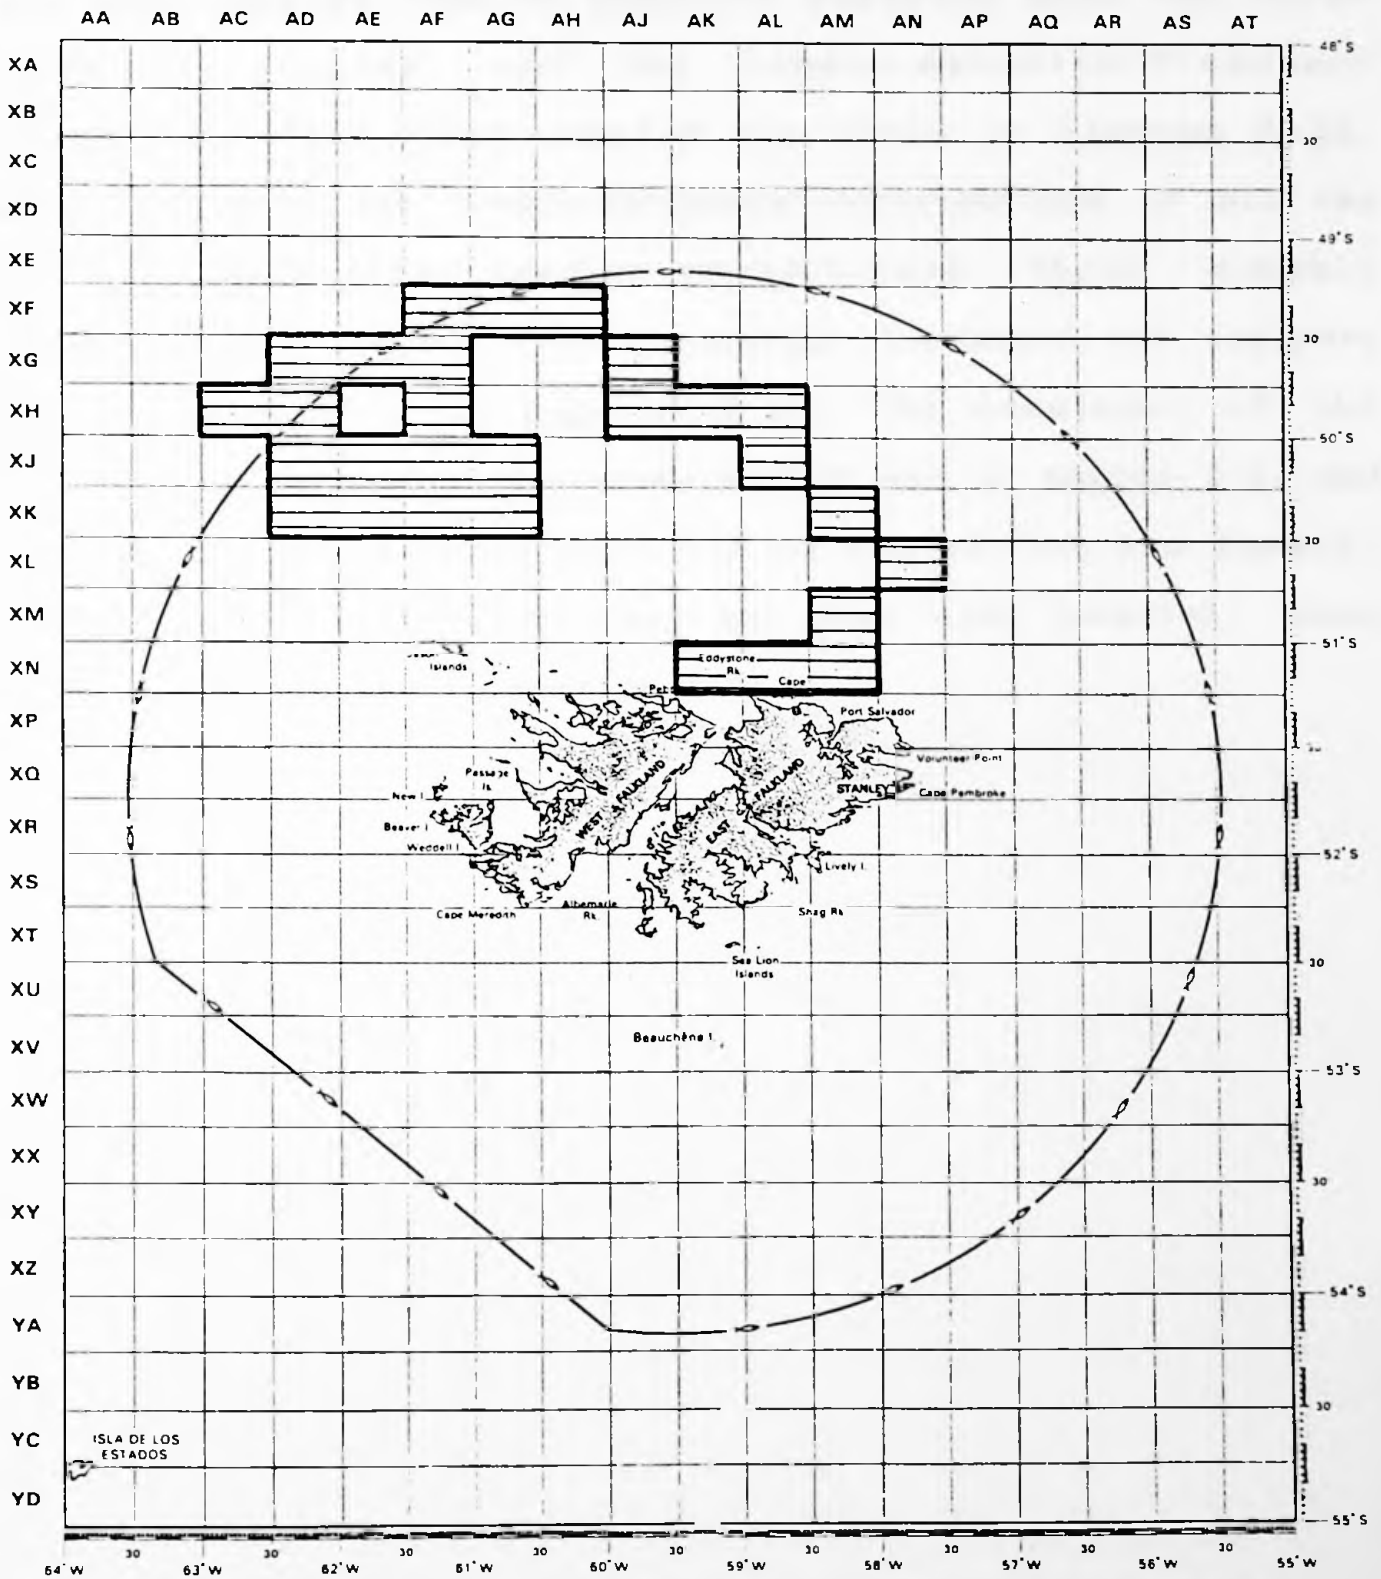 AA AB AC AD AE AF AG AH AJ AK AL AM AN AP AQ AR AS AT
48°S
XA
XB
XC
30
XD
49°S
XE
XF
30
XG
XH
50°S
XJ
XK
30
XL
XM
51°S
XN
Islands
Eddystone
Rk
Cape
XP
Port Salvador
Volunteer Point
XQ
Passage
Is
New I
WEST FALKLAND
EAST FALKLAND
STANLEY
Cape Pembroke
XR
Beaver I
Weddell I
52°S
XS
Lively I.
Cape Meredith
Albemarle
Rk.
Shag Rk
XT
Sea Lion
Islands
30
XU
Beauchêne I.
XV
53°S
XW
XX
30
XY
XZ
54°S
YA
YB
30
YC
ISLA DE LOS
ESTADOS
YD
55°S
64°W 30 63°W 30 62°W 30 61°W 30 60°W 30 59°W 30 58°W 30 57°W 30 56°W 30 55°W